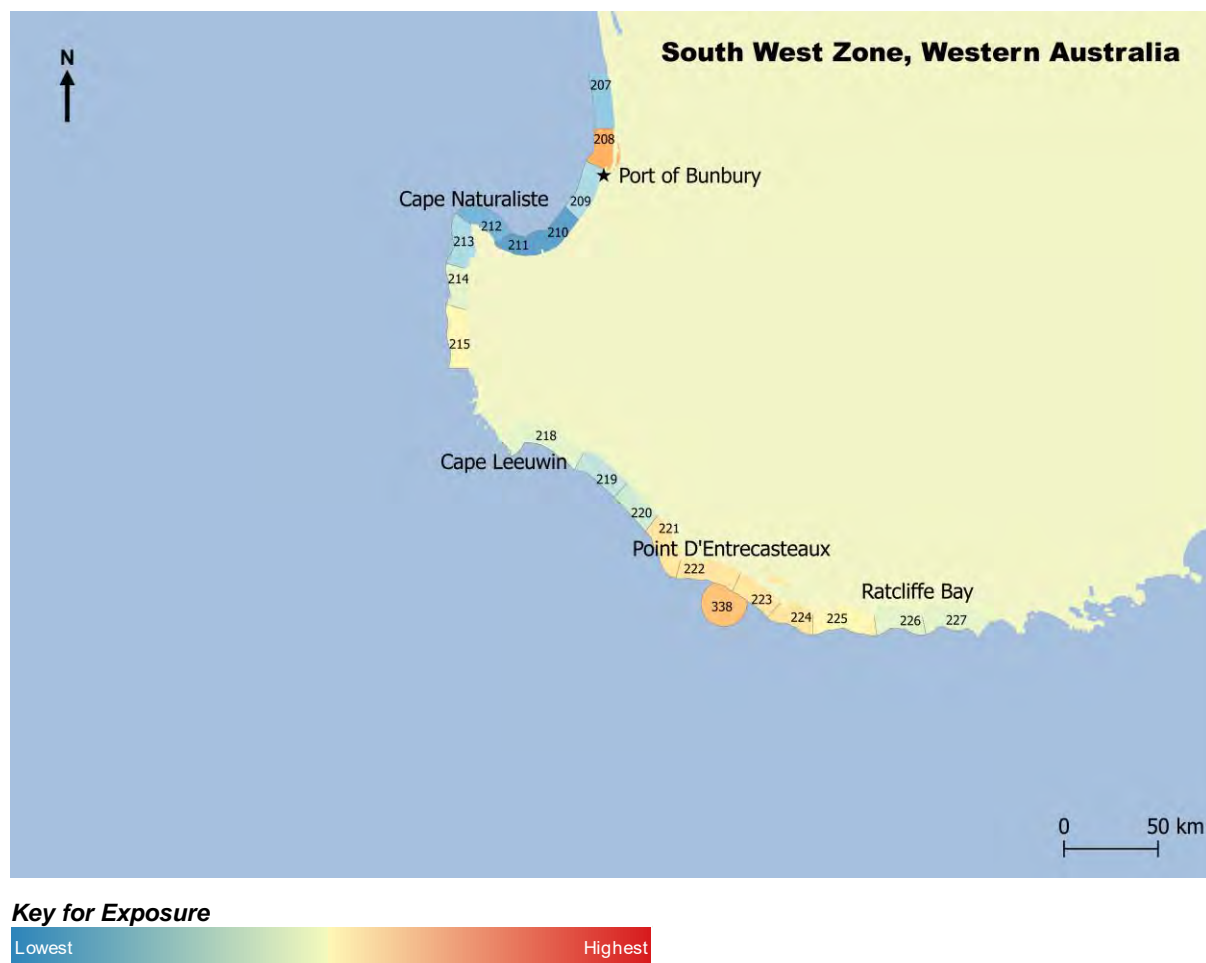 South West Zone, Western Australia
N
207
208
Port of Bunbury
Cape Naturaliste
209
212
210
213
211
214
215
218
Cape Leeuwin
219
220
221
Point D'Entrecasteaux
222
Ratcliffe Bay
338
223
224
225
226
227
0 50 km
Key for Exposure
Lowest Highest